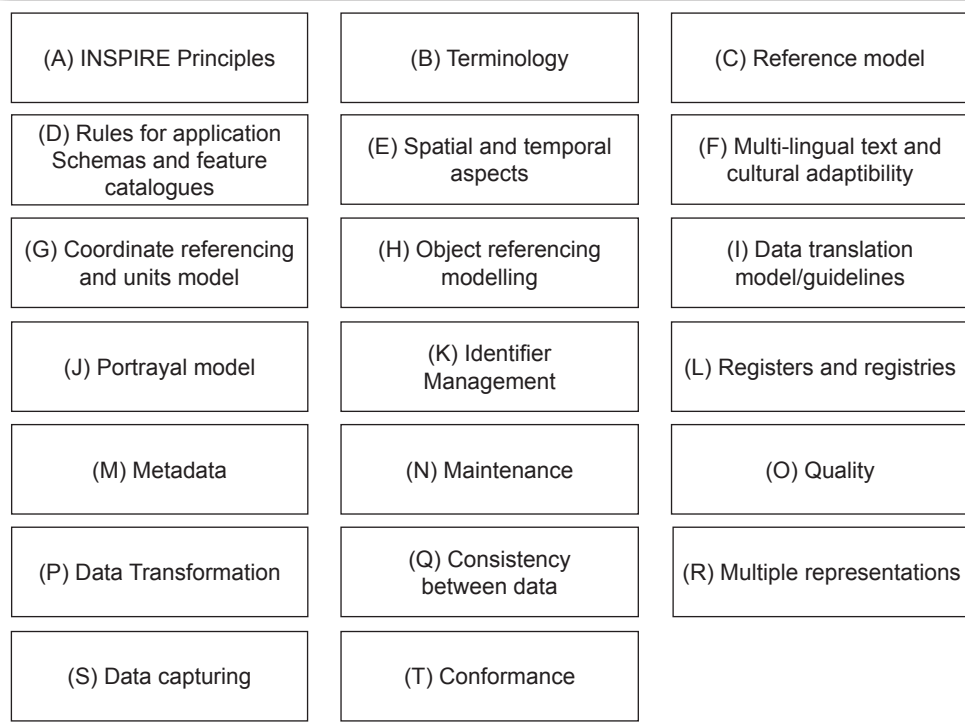 (A) INSPIRE Principles
(B) Terminology
(C) Reference model
(D) Rules for application
Schemas and feature
catalogues
(E) Spatial and temporal
aspects
(F) Multi-lingual text and
cultural adaptibility
(G) Coordinate referencing
and units model
(H) Object referencing
modelling
(I) Data translation
model/guidelines
(J) Portrayal model
(K) Identifier
Management
(L) Registers and registries
(M) Metadata
(N) Maintenance
(O) Quality
(P) Data Transformation
(Q) Consistency
between data
(R) Multiple representations
(S) Data capturing
(T) Conformance